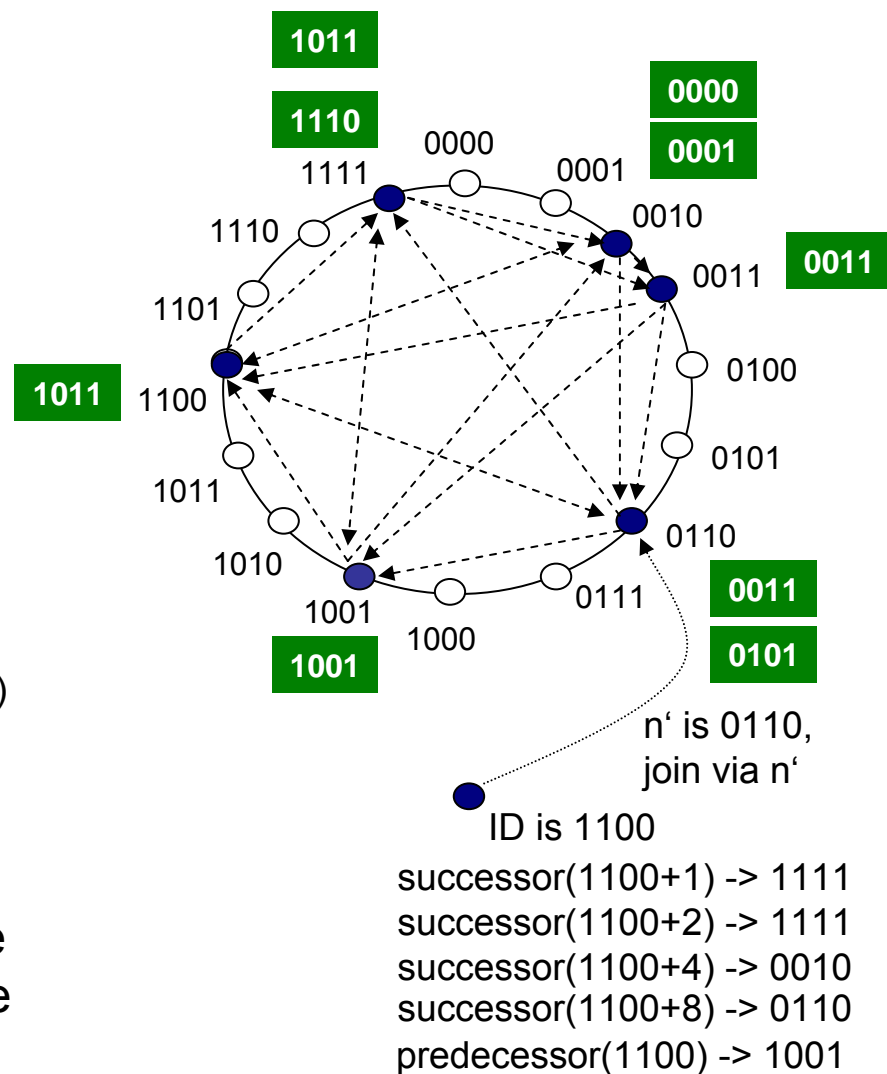 1011
1110
0000
0001
0000
0001
1111
0010
1110
0011
0011
1101
0100
1011
1100
0101
1011
0110
1010
0111
0011
1001
1000
1001
0101
)
n‘ is 0110,
join via n‘
ID is 1100
successor(1100+1) -> 1111
successor(1100+2) -> 1111
e
successor(1100+4) -> 0010
e
successor(1100+8) -> 0110
predecessor(1100) -> 1001